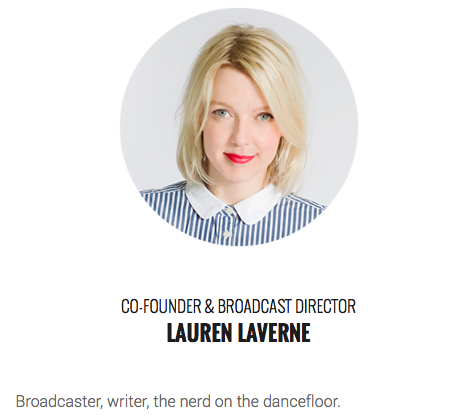 CO-FOUNDER & BROADCAST DIRECTOR
LAUREN LAVERNE
Broadcaster, writer, the nerd on the dancefloor.